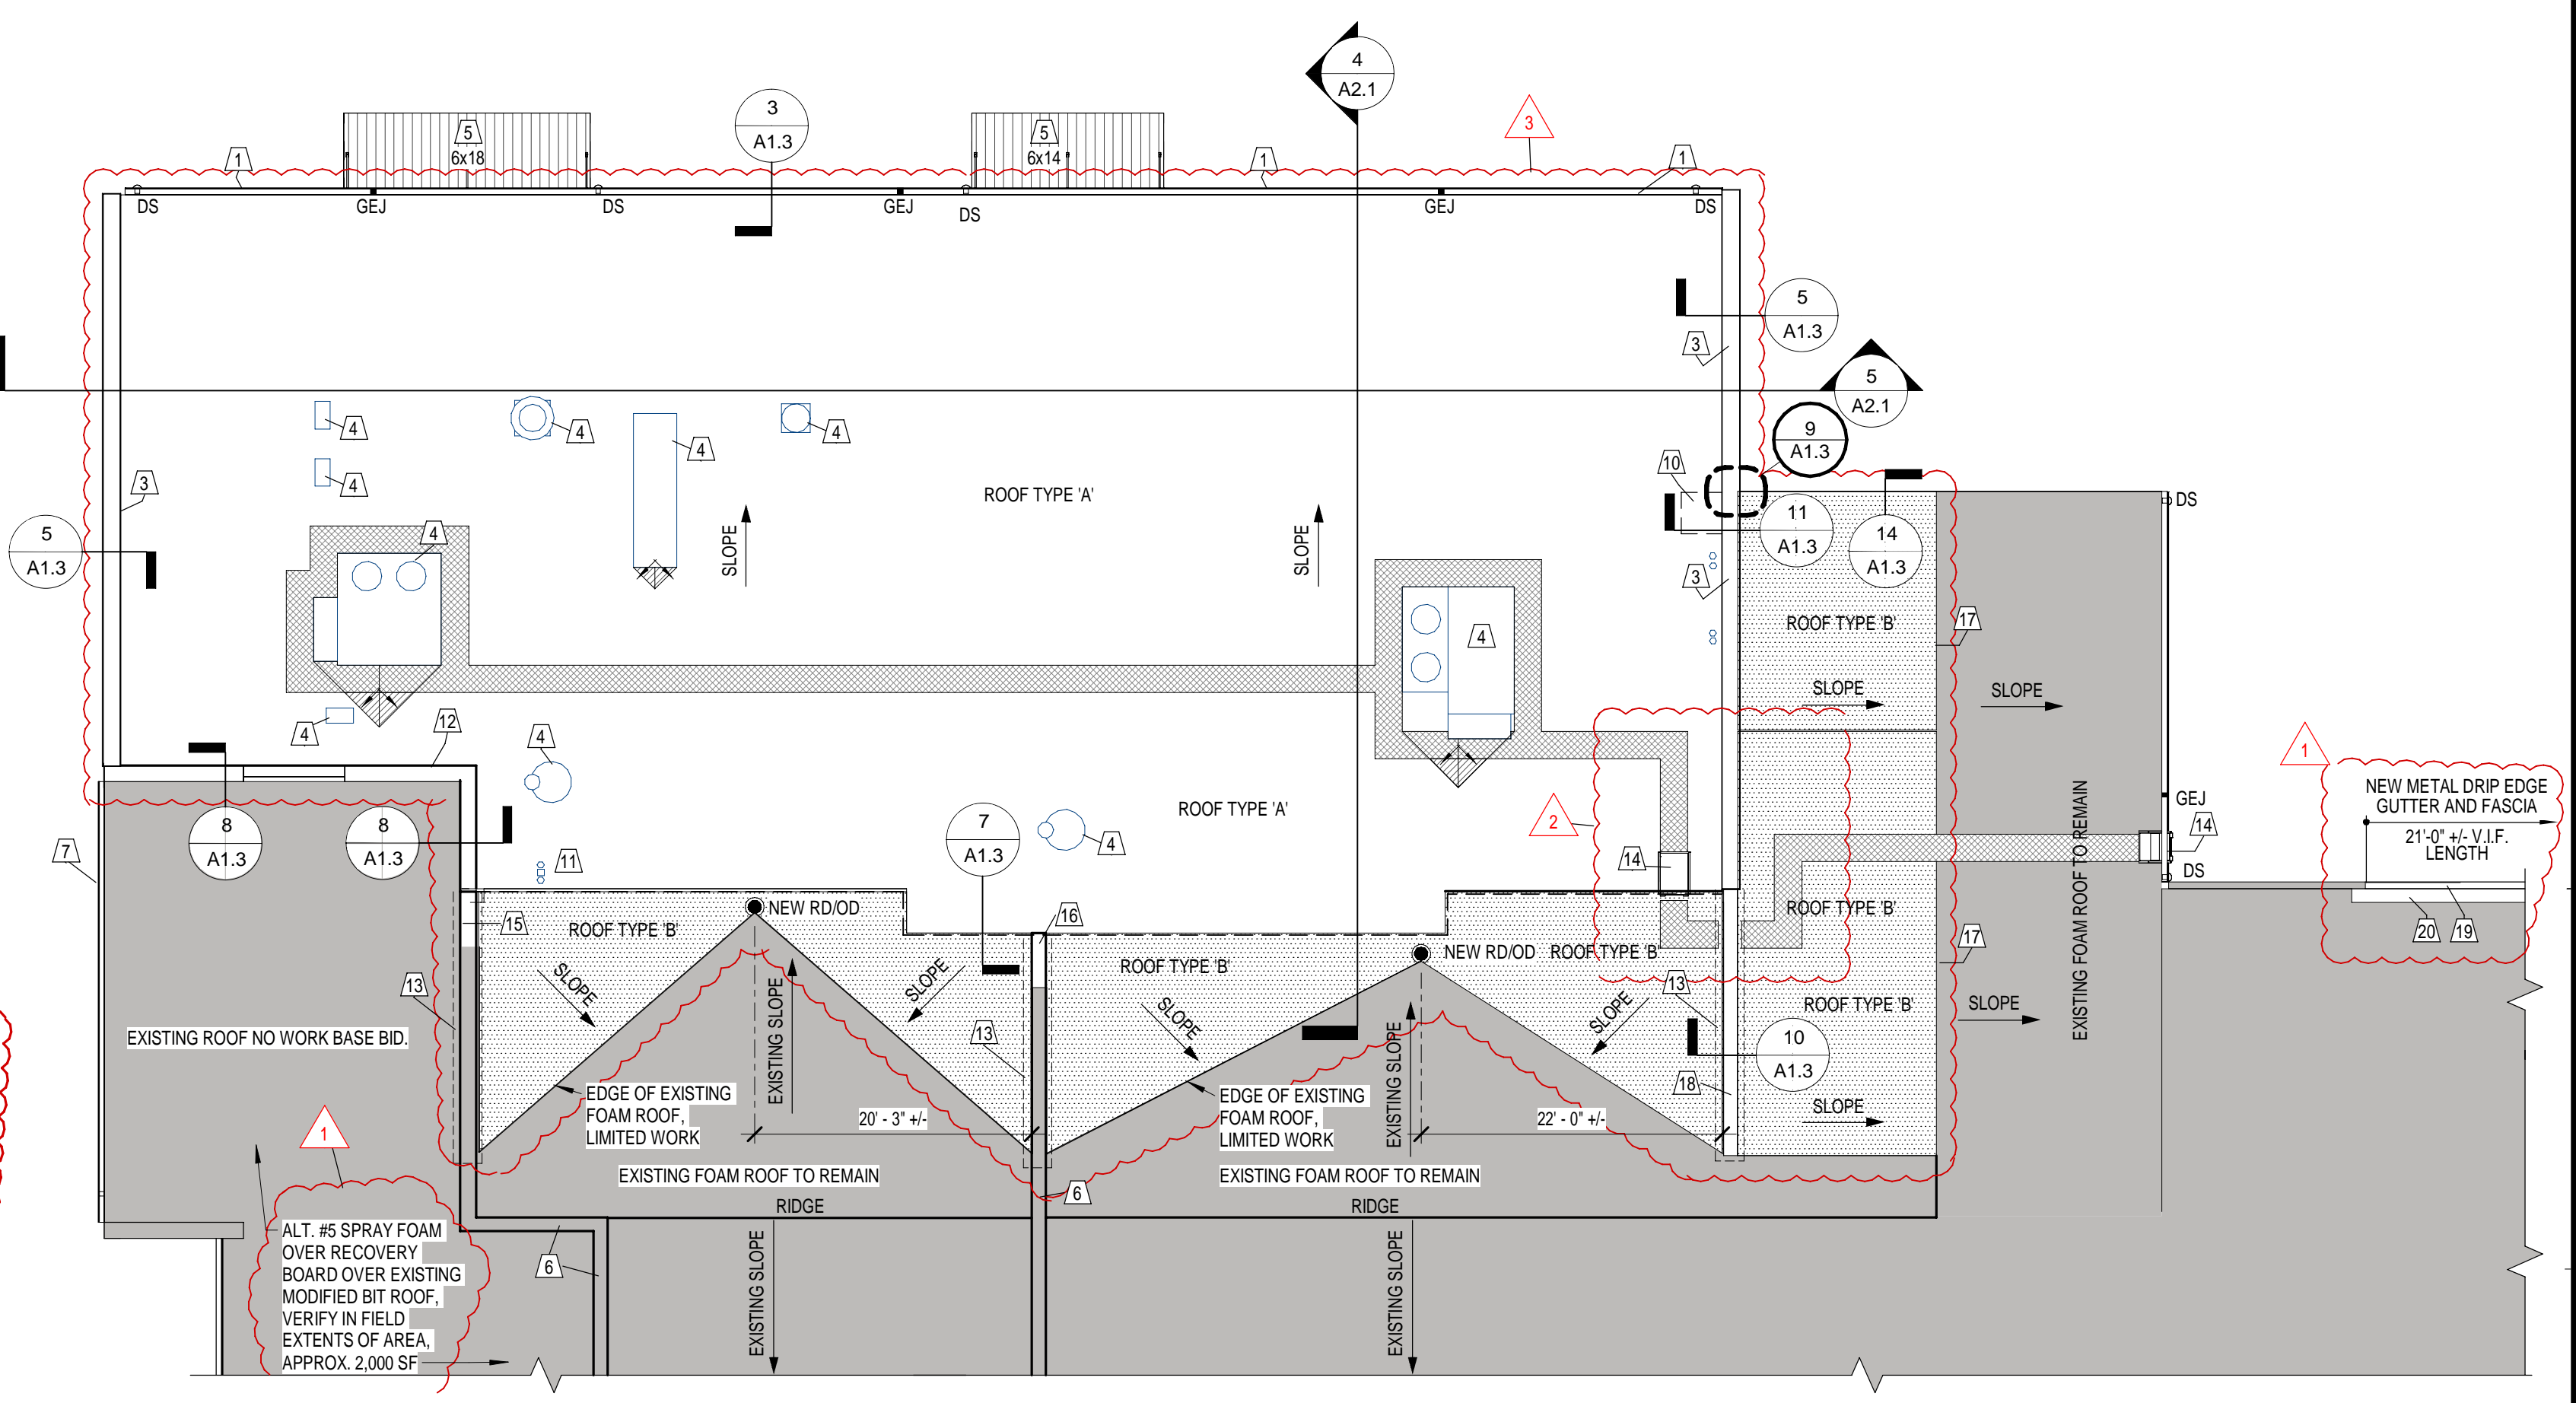 4
A2.1
3
A1.3
3
5
6x18
5
6x14
1
1
1
DS
GEJ
DS
GEJ
DS
GEJ
DS
5
A1.3
3
5
A2.1
9
A1.3
4
4
4
4
4
3
10
ROOF TYPE 'A'
DS
11
A1.3
14
A1.3
5
A1.3
4
SLOPE
SLOPE
3
ROOF TYPE 'B'
17
4
SLOPE
SLOPE
4
12
4
1
NEW METAL DRIP EDGE
GUTTER AND FASCIA
21'-0" +/- V.I.F.
LENGTH
GEJ
14
DS
ROOF TYPE 'A'
2
7
8
A1.3
8
A1.3
7
A1.3
4
14
11
NEW RD/OD
16
ROOF TYPE 'B'
15
ROOF TYPE 'B'
20
19
17
NEW RD/OD
ROOF TYPE 'B'
ROOF TYPE 'B'
SLOPE
SLOPE
13
13
SLOPE
SLOPE
13
ROOF TYPE 'B'
SLOPE
EXISTING FOAM ROOF TO REMAIN
EXISTING SLOPE
EXISTING SLOPE
EXISTING ROOF NO WORK BASE BID.
10
A1.3
18
EDGE OF EXISTING
FOAM ROOF,
LIMITED WORK
20' - 3" +/-
EDGE OF EXISTING
FOAM ROOF,
LIMITED WORK
22' - 0" +/-
SLOPE
1
EXISTING FOAM ROOF TO REMAIN
EXISTING FOAM ROOF TO REMAIN
6
RIDGE
RIDGE
ALT. #5 SPRAY FOAM
OVER RECOVERY
BOARD OVER EXISTING
MODIFIED BIT ROOF,
VERIFY IN FIELD
EXTENTS OF AREA,
APPROX. 2,000 SF
6
EXISTING SLOPE
EXISTING SLOPE